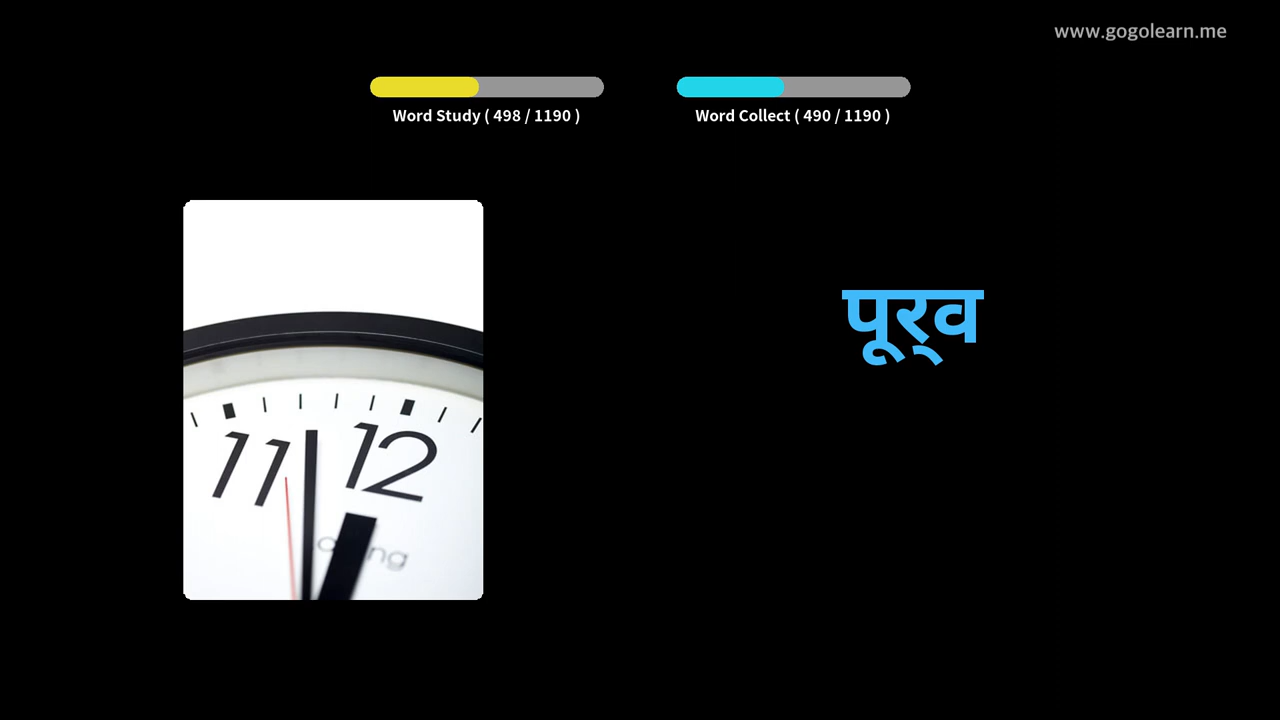 www.gogolearn.me
Word Study ( 498 / 1190 )
Word Collect ( 490 / 1190 )
पूर्‌व
11 12